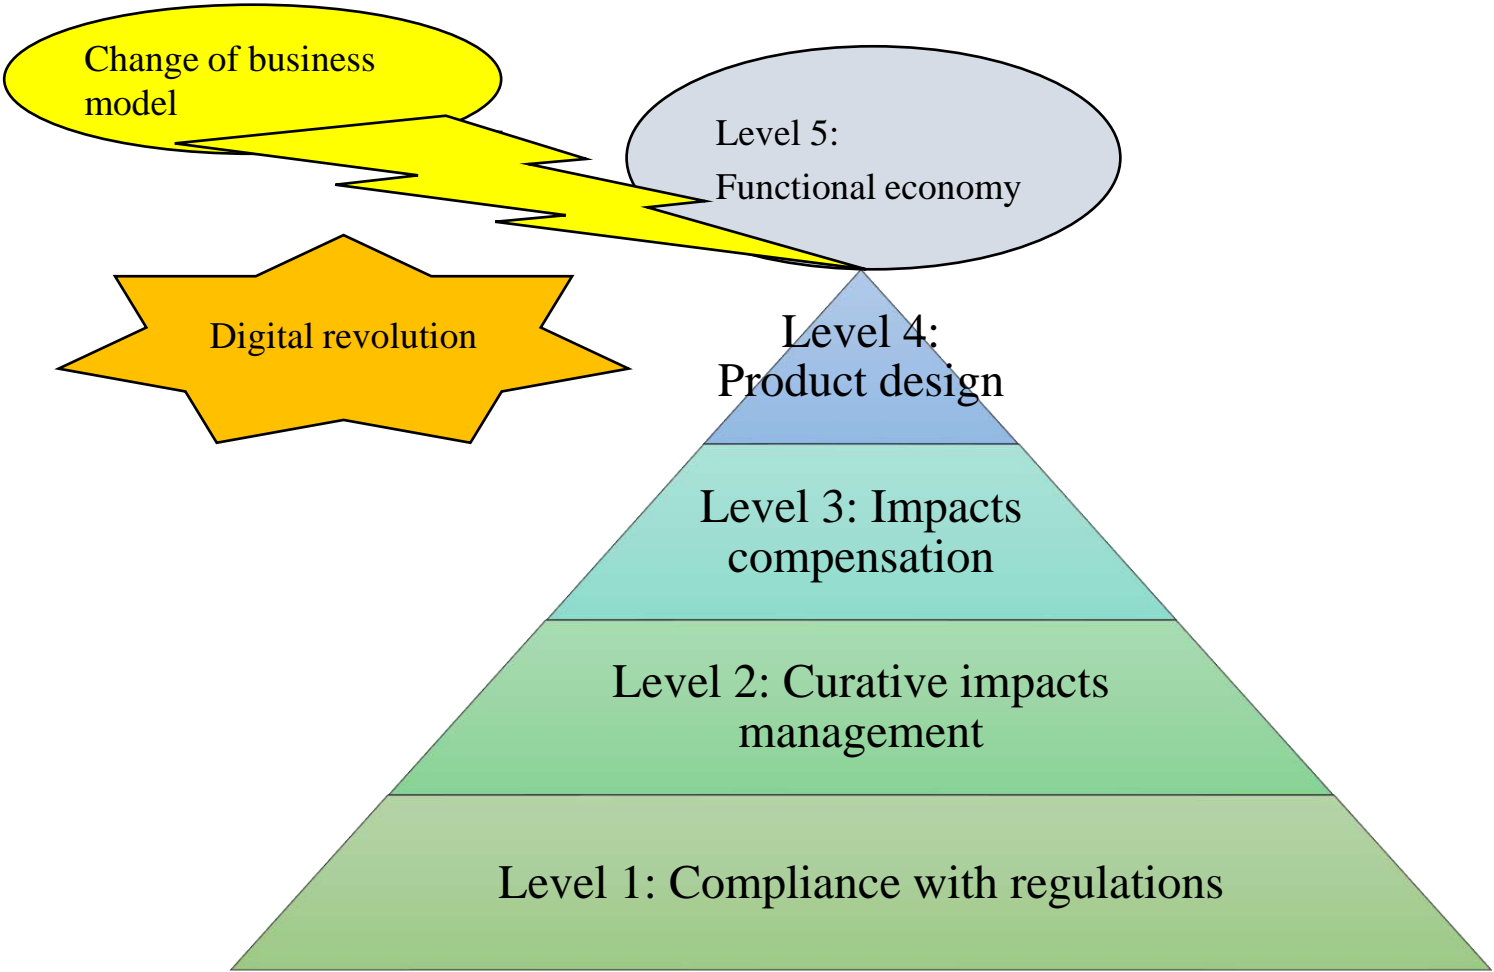 Change of business
model
Level 5:
Functional economy
Digital revolution
Level 4:
Product design
Level 3: Impacts
compensation
Level 2: Curative impacts
management
Level 1: Compliance with regulations